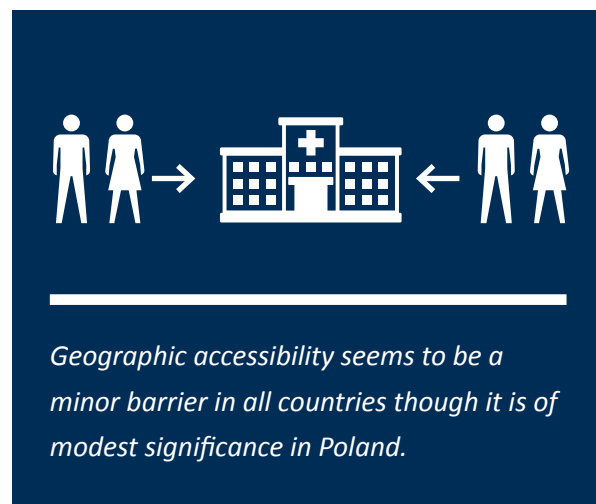 Geographic accessibility seems to be a
minor barrier in all countries though it is of
modest significance in Poland.